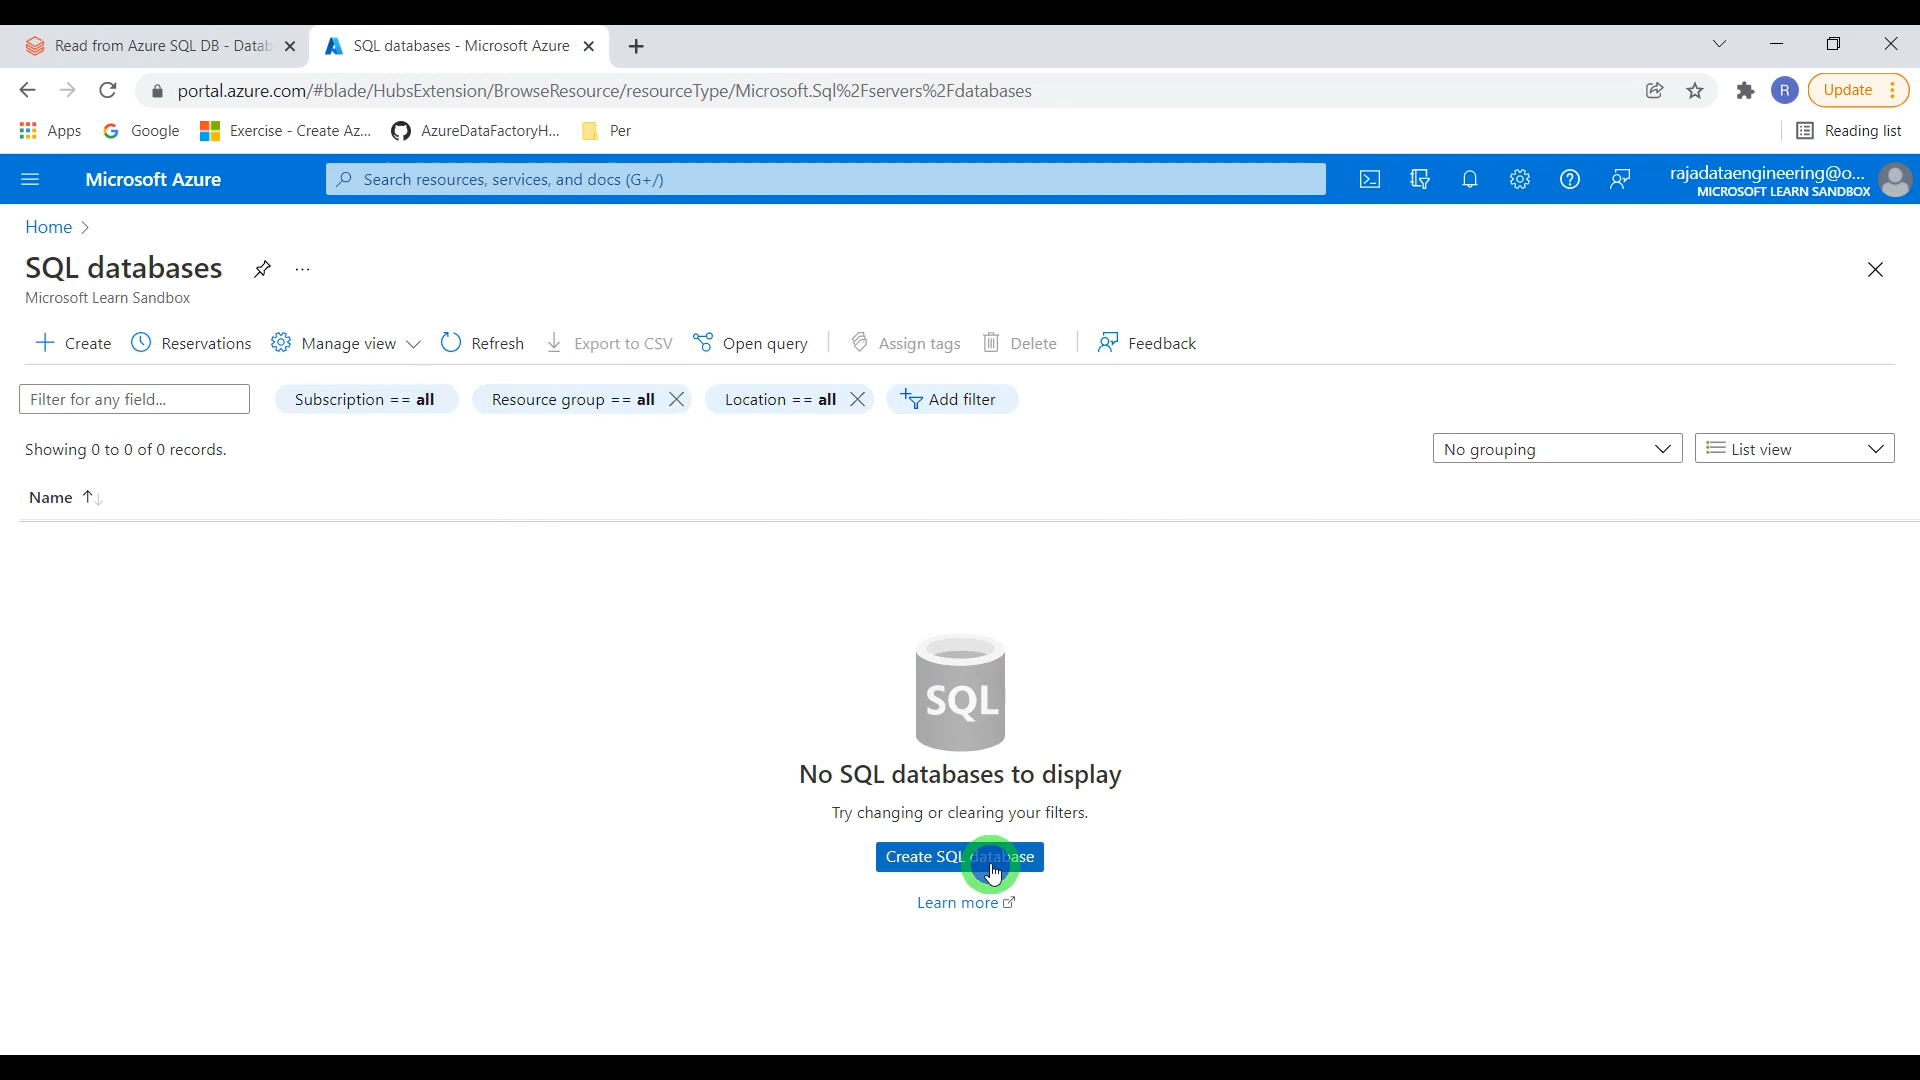 Read from Azure SQL DB - Datab
SQL databases - Microsoft Azure
portal.azure.com/#blade/HubsExtension/BrowseResource/resourceType/Microsoft.Sql%2Fservers%2Fdatabases
R
Update
Apps
Google
Exercise - Create Az...
AzureDataFactoryH...
Per
Reading list
Microsoft Azure
Search resources, services, and docs (G+/)
rajadataengineering@o...
MICROSOFT LEARN SANDBOX
Home
SQL databases
...
Microsoft Learn Sandbox
Create
Reservations
Manage view
Refresh
Export to CSV
Open query
Assign tags
Delete
Feedback
Filter for any field...
Subscription == all
Resource group == all
Location == all
Add filter
Showing 0 to 0 of 0 records.
No grouping
List view
Name
SQL
No SQL databases to display
Try changing or clearing your filters.
Create SQL database
Learn more